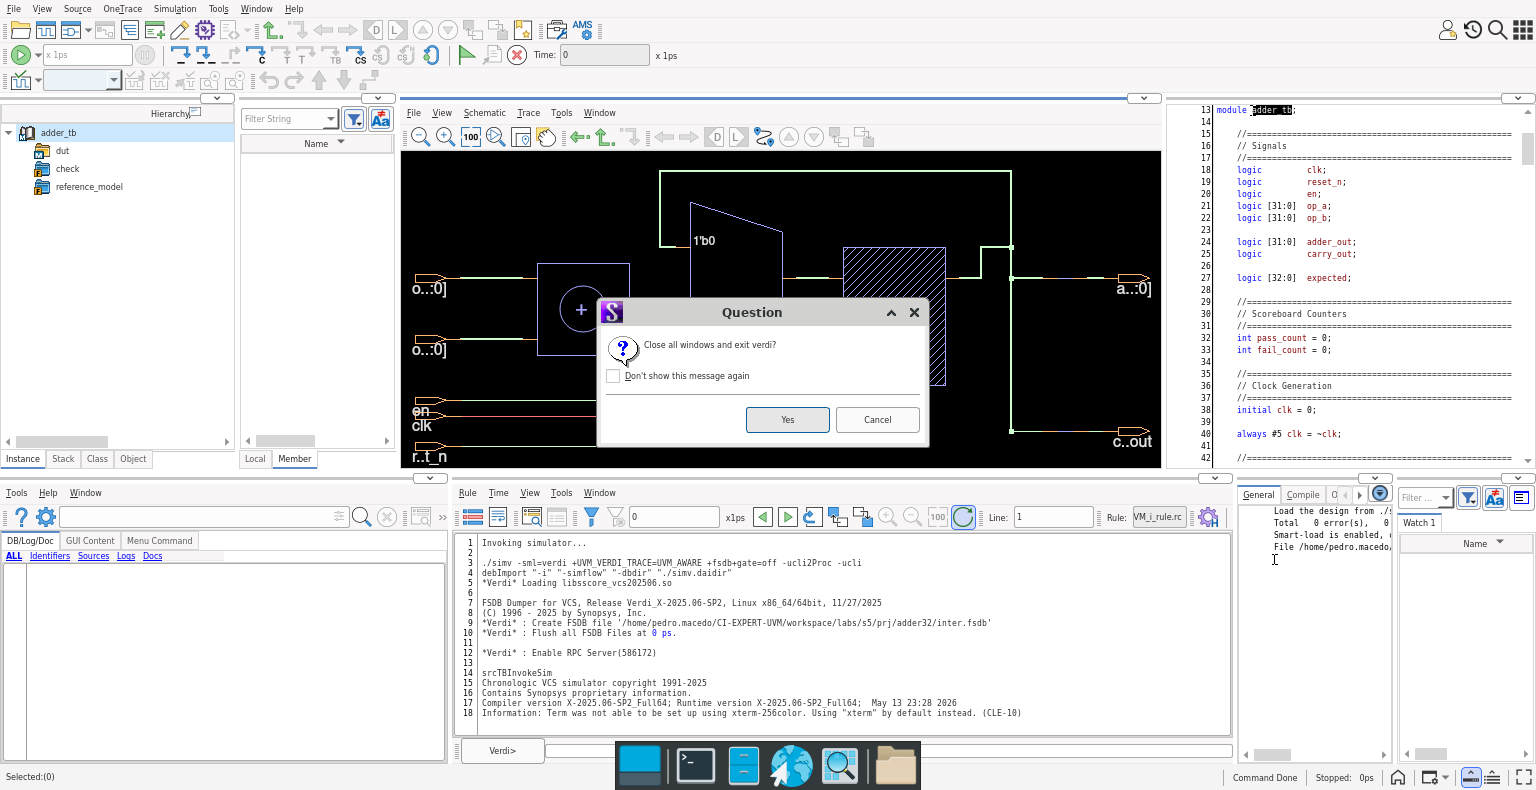 File View Source OneTrace Simulation Tools Window Help
AMS
x 1ps
Time: 0 x 1ps
Hierarchy
adder_tb
dut
check
reference_model
Instance Stack Class Object
Filter String
Name
Local Member
File View Schematic Trace Tools Window
100
1'b0
o..:0]
o..:0]
en
clk
r..t_n
a..:0]
c..out
Question
Close all windows and exit verdi?
Don't show this message again
Yes Cancel
13 module adder_tb;
14
15 //=====================================================
16 // Signals
17 //=====================================================
18 logic clk;
19 logic reset_n;
20 logic en;
21 logic [31:0] op_a;
22 logic [31:0] op_b;
23
24 logic [31:0] adder_out;
25 logic carry_out;
26
27 logic [32:0] expected;
28
29 //=====================================================
30 // Scoreboard Counters
31 //=====================================================
32 int pass_count = 0;
33 int fail_count = 0;
34
35 //=====================================================
36 // Clock Generation
37 //=====================================================
38 initial clk = 0;
39
40 always #5 clk = ~clk;
41
42 //=====================================================
Tools Help Window
DB/Log/Doc GUI Content Menu Command
ALL Identifiers Sources Logs Docs
Rule Time View Tools Window
0 x1ps 100 Line: 1 Rule: VM_i_rule.rc
1 Invoking simulator...
2
3 ./simv -sml=verdi +UVM_VERDI_TRACE=UVM_AWARE +fsdb+gate=off -ucli2Proc -ucli
4 debImport "-i" "-simflow" "-dbdir" "./simv.daidir"
5 *Verdi* Loading libsscore_vcs202506.so
6
7 FSDB Dumper for VCS, Release Verdi_X-2025.06-SP2, Linux x86_64/64bit, 11/27/2025
8 (C) 1996 - 2025 by Synopsys, Inc.
9 *Verdi* : Create FSDB file '/home/pedro.macedo/CI-EXPERT-UVM/workspace/labs/s5/prj/adder32/inter.fsdb'
10 *Verdi* : Flush all FSDB Files at 0 ps.
11
12 *Verdi* : Enable RPC Server(586172)
13
14 srcTBInvokeSim
15 Chronologic VCS simulator copyright 1991-2025
16 Contains Synopsys proprietary information.
17 Compiler version X-2025.06-SP2_Full64; Runtime version X-2025.06-SP2_Full64; May 13 23:28 2026
18 Information: Term was not able to be set up using xterm-256color. Using "xterm" by default instead. (CLE-10)
Verdi>
General Compile
Load the design from ./s
Total 0 error(s), 0
Smart-load is enabled,
File /home/pedro.macedo/
Filter ...
Watch 1
Name
Selected:(0)
Command Done Stopped: 0ps